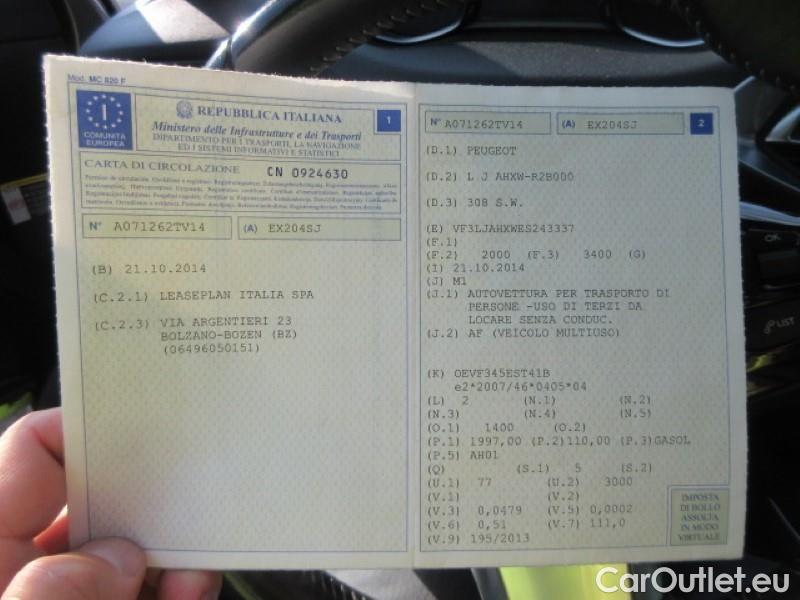 Mod. MC 820 F
COMUNITA EUROPEA
I
REPUBBLICA ITALIANA
1
Ministero delle Infrastrutture e dei Trasporti
DIPARTIMENTO PER I TRASPORTI, LA NAVIGAZIONE
ED I SISTEMI INFORMATIVI E STATISTICI
CARTA DI CIRCOLAZIONE CN 0924630
N° A071262TV14 (A) EX204SJ
(B) 21.10.2014
(C.2.1) LEASEPLAN ITALIA SPA
(C.2.3) VIA ARGENTIERI 23
BOLZANO-BOZEN (BZ)
(06496050151)
N° A071262TV14 (A) EX204SJ 2
(D.1) PEUGEOT
(D.2) L J AHXW-R2B000
(D.3) 308 S.W.
(E) VF3LJAHXWES243337
(F.1)
(F.2) 2000 (F.3) 3400 (G)
(I) 21.10.2014
(J) M1
(J.1) AUTOVETTURA PER TRASPORTO DI
PERSONE -USO DI TERZI DA
LOCARE SENZA CONDUC.
(J.2) AF (VEICOLO MULTIUSO)
(K) OEVF345EST41B
e2*2007/46*0405*04
(L) 2 (N.1) (N.2)
(N.3) (N.4) (N.5)
(O.1) 1400 (O.2)
(P.1) 1997,00 (P.2) 110,00 (P.3) GASOL
(P.5) AH01
(Q) (S.1) 5 (S.2)
(U.1) 77 (U.2) 3000
(V.1) (V.2)
(V.3) 0,0479 (V.5) 0,0002
(V.6) 0,51 (V.7) 111,0
(V.9) 195/2013
IMPOSTA
DI BOLLO
ASSOLTA
IN MODO
VIRTUALE
OK
LIST
CarOutlet.eu